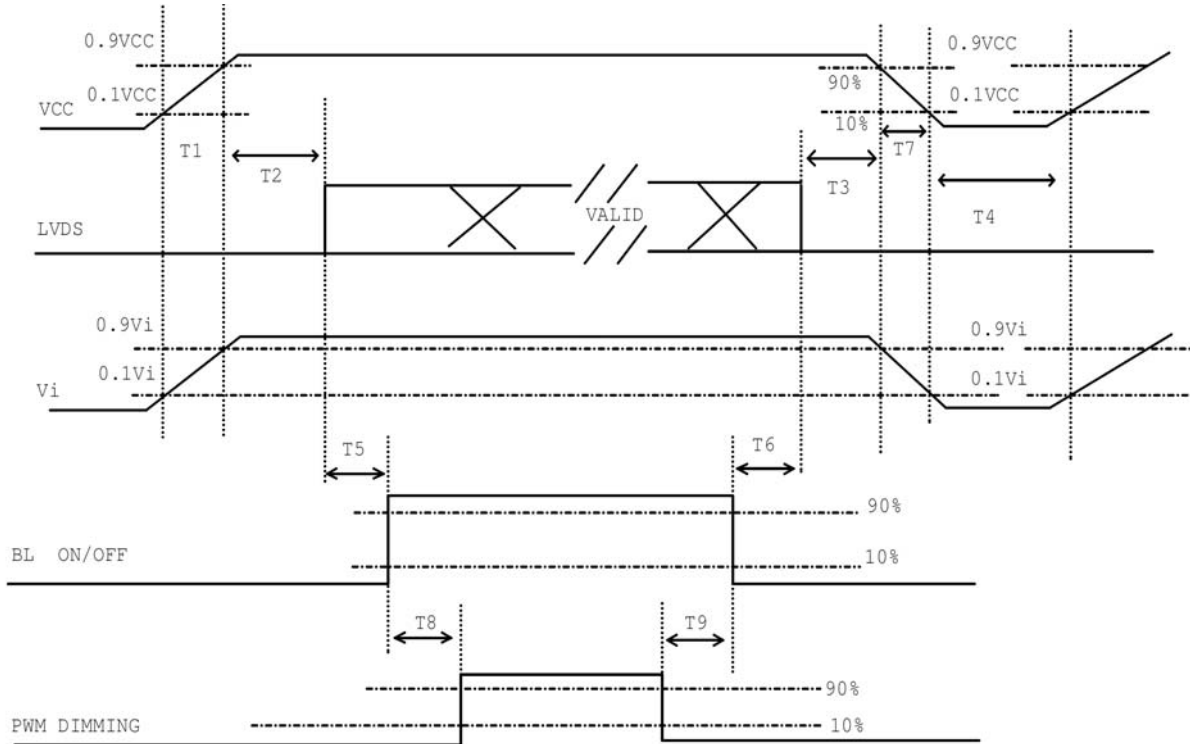 0.9VCC
0.9VCC
90%
0.1VCC
0.1VCC
VCC
10%
T1
T7
T2
T3
T4
VALID
LVDS
0.9Vi
0.9Vi
0.1Vi
0.1Vi
Vi
T5
T6
90%
BL ON/OFF
10%
T8
T9
90%
PWM DIMMING
10%